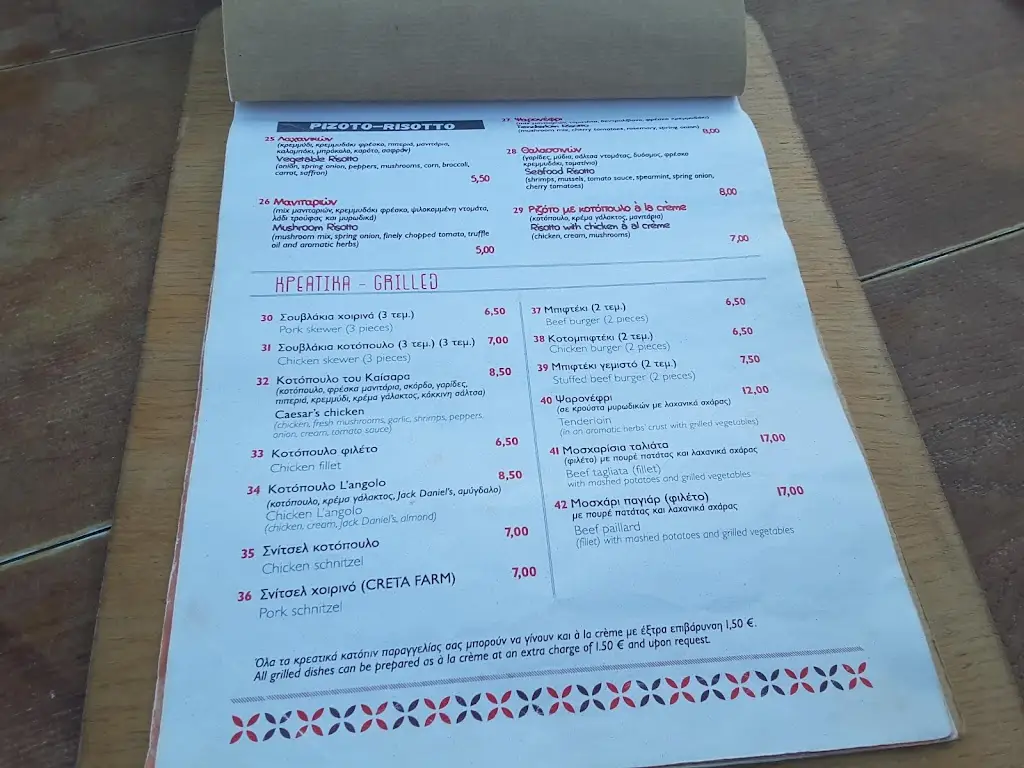 ΡΙΖΟΤΟ-RISOTTO
25 Λαχανικών
(κρεμμύδι, κρεμμυδάκι φρέσκο, πιπεριά, μανιτάρια,
καλαμπόκι, μπρόκολο, καρότο, σαφράν)
Vegetable Risotto
(onion, spring onion, peppers, mushrooms, corn, broccoli,
carrot, saffron)
5,50
26 Μανιταριών
(mix μανιταριών, κρεμμυδάκι φρέσκο, ψιλοκομμένη ντομάτα,
λάδι τρούφας και μυρωδικά)
Mushroom Risotto
(mushroom mix, spring onion, finely chopped tomato, truffle
oil and aromatic herbs)
5,00
27 Ψαρονέφρι
Tenderloin Risotto
(mushroom mix, cherry tomatoes, rosemary, spring onion)
8,00
28 Θαλασσινών
(γαρίδες, μύδια, σάλτσα ντομάτας, δυόσμος, φρέσκο
κρεμμυδάκι, τοματίνια)
Seafood Risotto
(shrimps, mussels, tomato sauce, spearmint, spring onion,
cherry tomatoes)
8,00
29 Ριζότο με κοτόπουλο à la crème
(κοτόπουλο, κρέμα γάλακτος, μανιτάρια)
Risotto with chicken à al crème
(chicken, cream, mushrooms)
7,00
ΚΡΕΑΤΙΚΑ - GRILLED
30 Σουβλάκια χοιρινά (3 τεμ.) 6,50
Pork skewer (3 pieces)
31 Σουβλάκια κοτόπουλο (3 τεμ.) (3 τεμ.) 7,00
Chicken skewer (3 pieces)
32 Κοτόπουλο του Καίσαρα 8,50
(κοτόπουλο, φρέσκα μανιτάρια, σκόρδο, γαρίδες,
πιπεριά, κρεμμύδι, κρέμα γάλακτος, κόκκινη σάλτσα)
Caesar's chicken
(chicken, fresh mushrooms, garlic, shrimps, peppers,
onion, cream, tomato sauce)
33 Κοτόπουλο φιλέτο 6,50
Chicken fillet
34 Κοτόπουλο L'angolo 8,50
(κοτόπουλο, κρέμα γάλακτος, Jack Daniel's, αμύγδαλο)
Chicken L'angolo
(chicken, cream, Jack Daniel's, almond)
35 Σνίτσελ κοτόπουλο 7,00
Chicken schnitzel
36 Σνίτσελ χοιρινό (CRETA FARM) 7,00
Pork schnitzel
37 Μπιφτέκι (2 τεμ.) 6,50
Beef burger (2 pieces)
38 Κοτομπιφτέκι (2 τεμ.) 6,50
Chicken burger (2 pieces)
39 Μπιφτέκι γεμιστό (2 τεμ.) 7,50
Stuffed beef burger (2 pieces)
40 Ψαρονέφρι 12,00
(σε κρούστα μυρωδικών με λαχανικά σχάρας)
Tenderloin
(in an aromatic herbs' crust with grilled vegetables)
41 Μοσχαρίσια ταλιάτα 17,00
(φιλέτο) με πουρέ πατάτας και λαχανικά σχάρας
Beef tagliata (fillet)
with mashed potatoes and grilled vegetables
42 Μοσχάρι παγιάρ (φιλέτο) 17,00
με πουρέ πατάτας και λαχανικά σχάρας
Beef paillard
(fillet) with mashed potatoes and grilled vegetables
Όλα τα κρεατικά κατόπιν παραγγελίας σας μπορούν να γίνουν και à la crème με έξτρα επιβάρυνση 1,50 €.
All grilled dishes can be prepared as à la crème at an extra charge of 1.50 € and upon request.